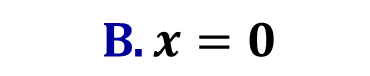 B. x = 0